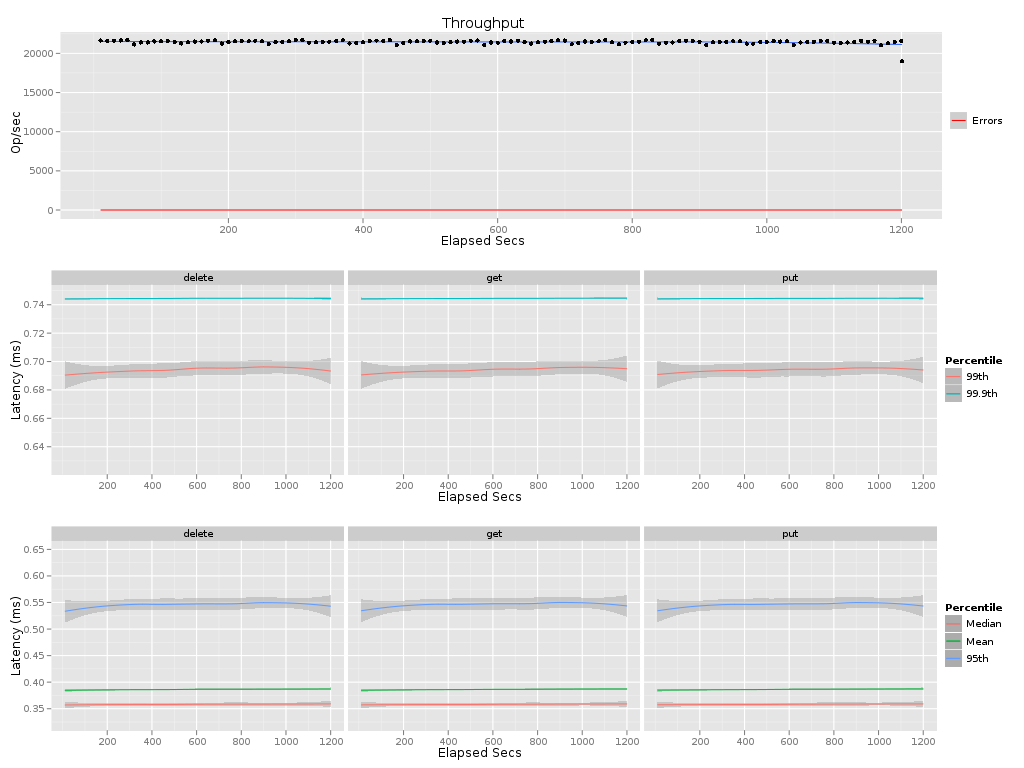 Throughput
20000
15000
10000
5000
0
Op/sec
200 400 600 800 1000 1200
Elapsed Secs
Errors
delete get put
0.74
0.72
0.70
0.68
0.66
0.64
Latency (ms)
200 400 600 800 1000 1200 200 400 600 800 1000 1200 200 400 600 800 1000 1200
Elapsed Secs
Percentile
99th
99.9th
delete get put
0.65
0.60
0.55
0.50
0.45
0.40
0.35
Latency (ms)
200 400 600 800 1000 1200 200 400 600 800 1000 1200 200 400 600 800 1000 1200
Elapsed Secs
Percentile
Median
Mean
95th